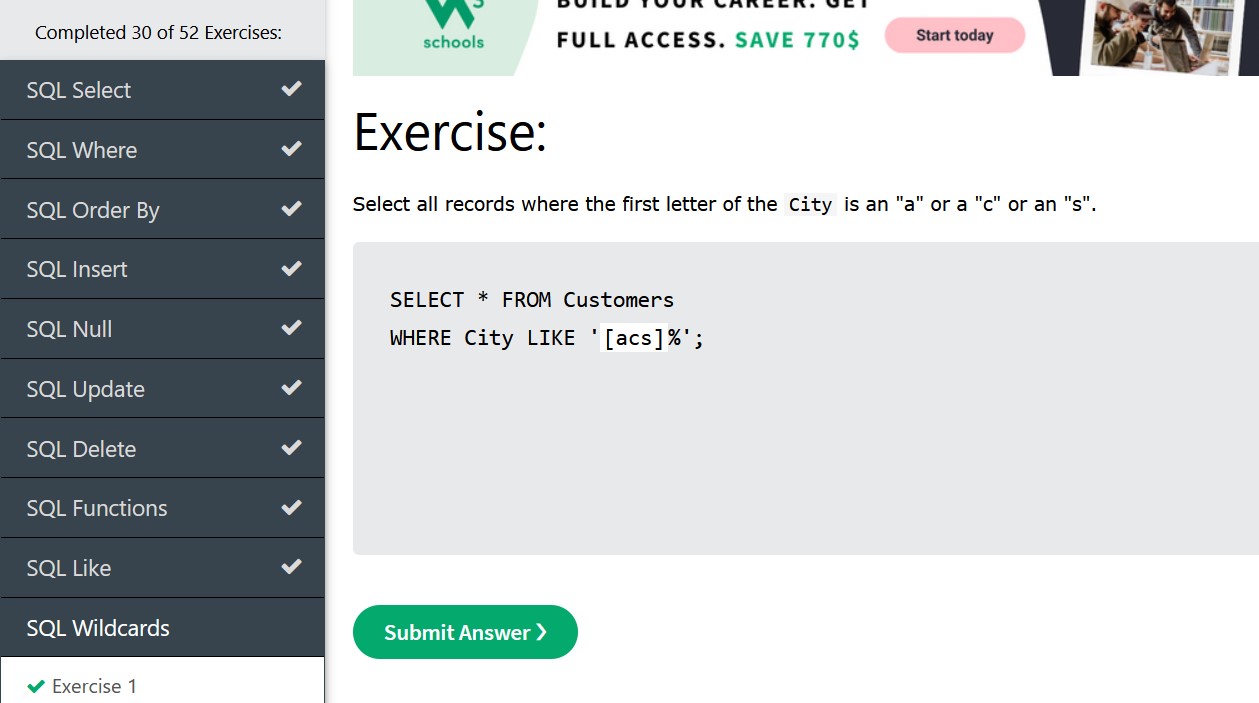 Completed 30 of 52 Exercises:
SQL Select
SQL Where
SQL Order By
SQL Insert
SQL Null
SQL Update
SQL Delete
SQL Functions
SQL Like
SQL Wildcards
Exercise 1
schools
BUILD YOUR CAREER. GET
FULL ACCESS. SAVE 770$
Start today
Exercise:
Select all records where the first letter of the City is an "a" or a "c" or an "s".
SELECT * FROM Customers
WHERE City LIKE '[acs]%';
Submit Answer ❯